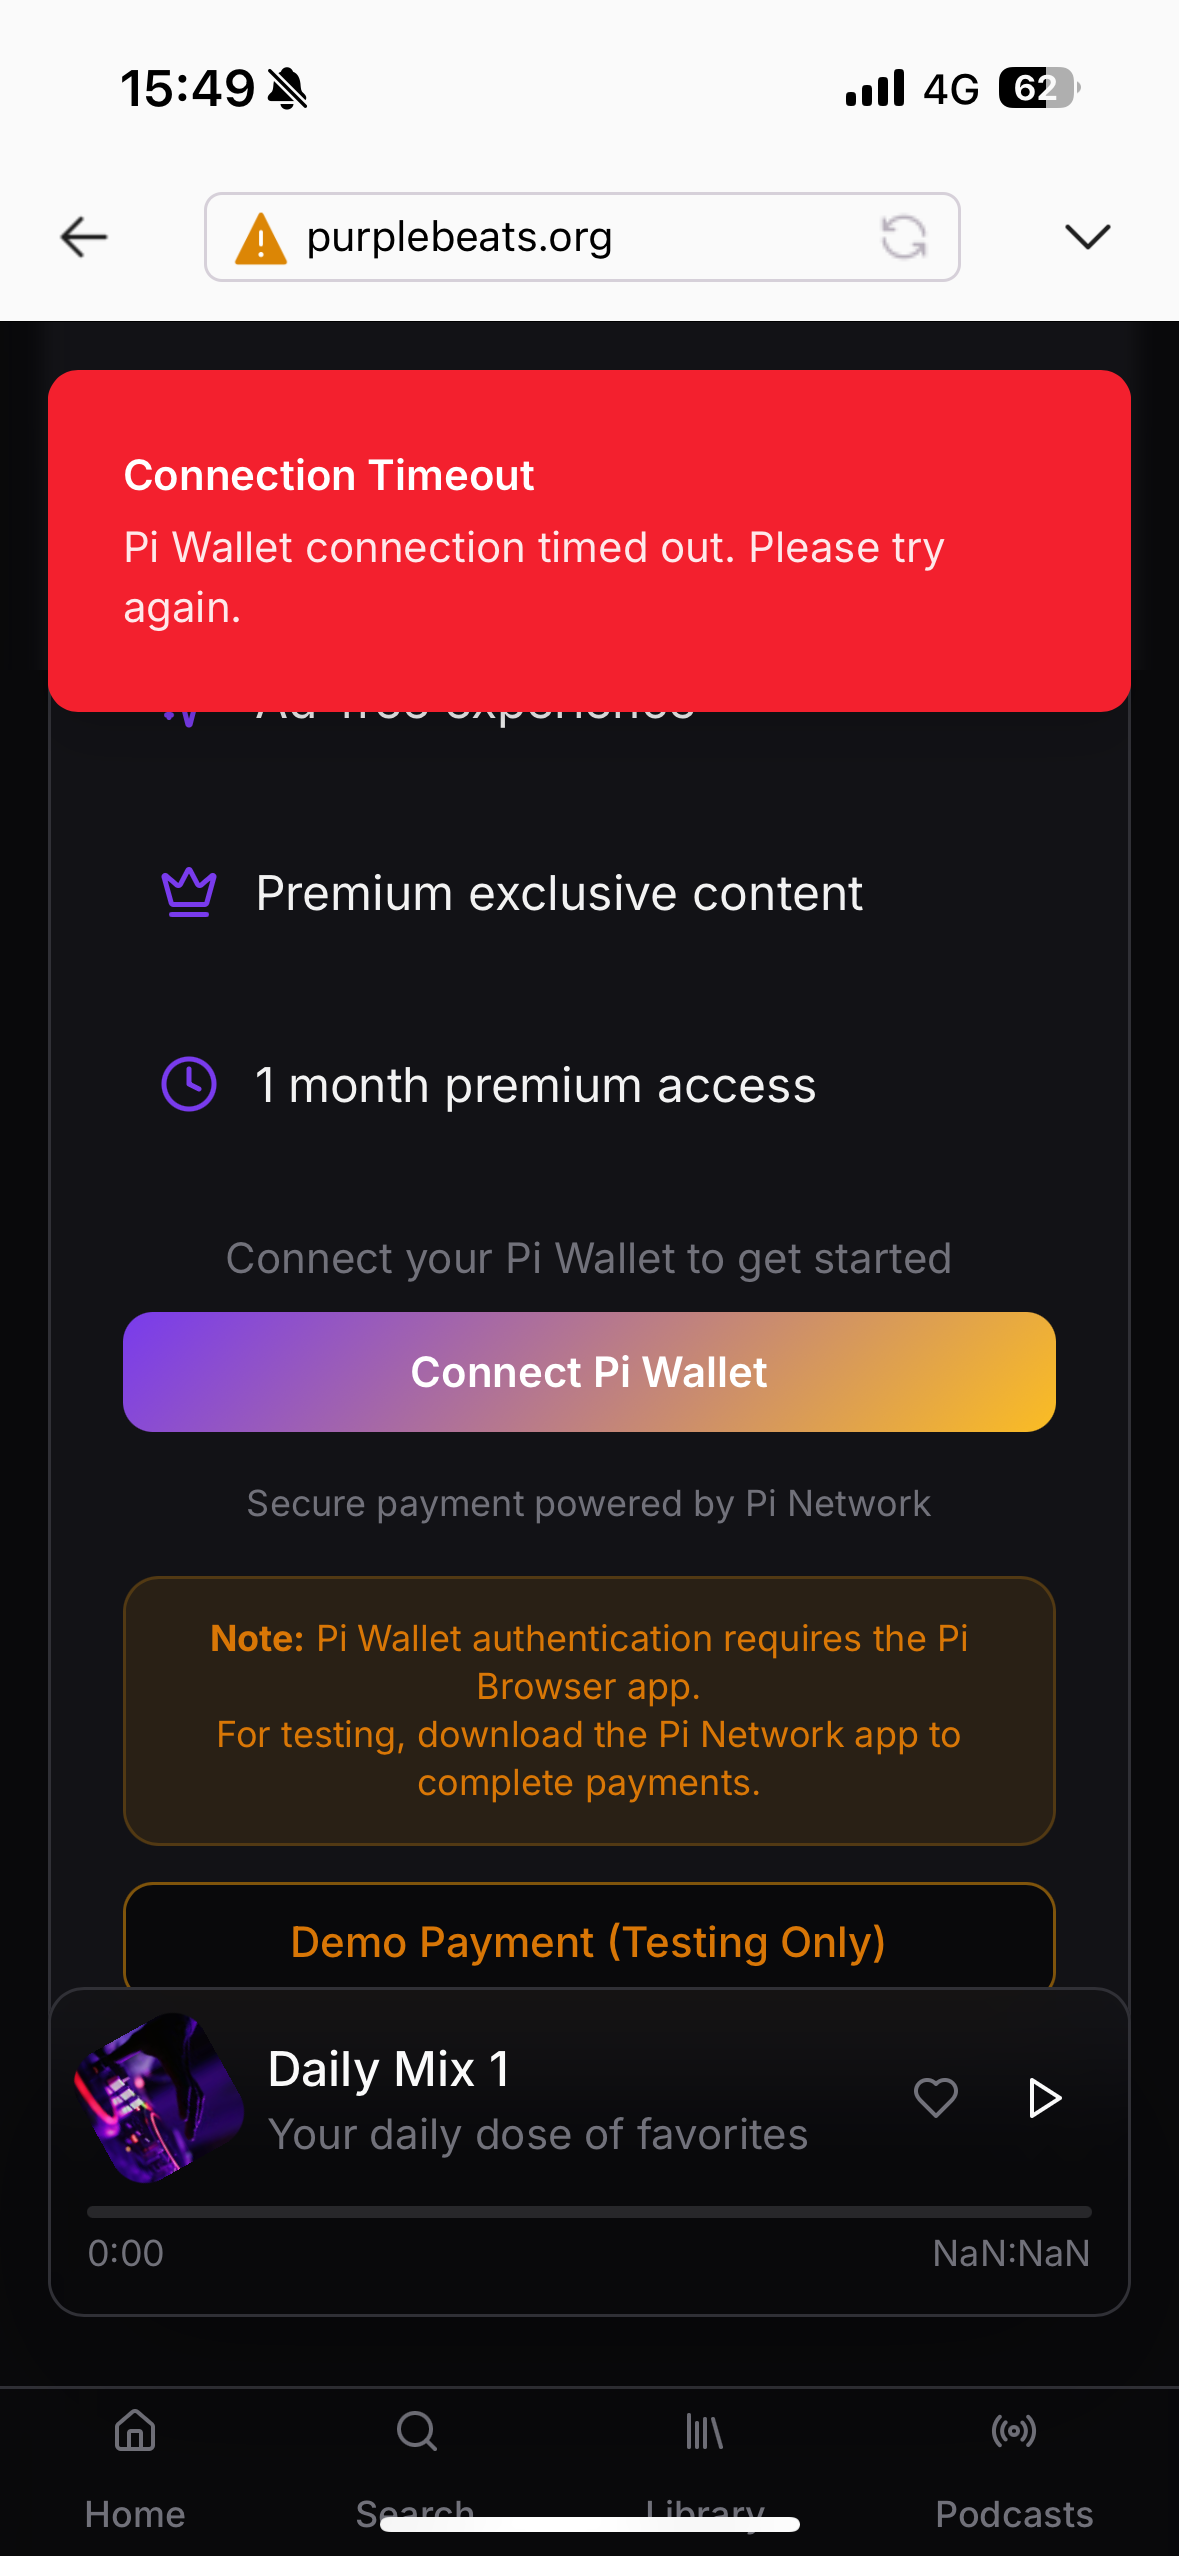 15:49
4G
62
purplebeats.org
Connection Timeout
Pi Wallet connection timed out. Please try
again.
Ad-free experience
Premium exclusive content
1 month premium access
Connect your Pi Wallet to get started
Connect Pi Wallet
Secure payment powered by Pi Network
Note: Pi Wallet authentication requires the Pi
Browser app.
For testing, download the Pi Network app to
complete payments.
Demo Payment (Testing Only)
Daily Mix 1
Your daily dose of favorites
0:00
NaN:NaN
Home
Search
Library
Podcasts